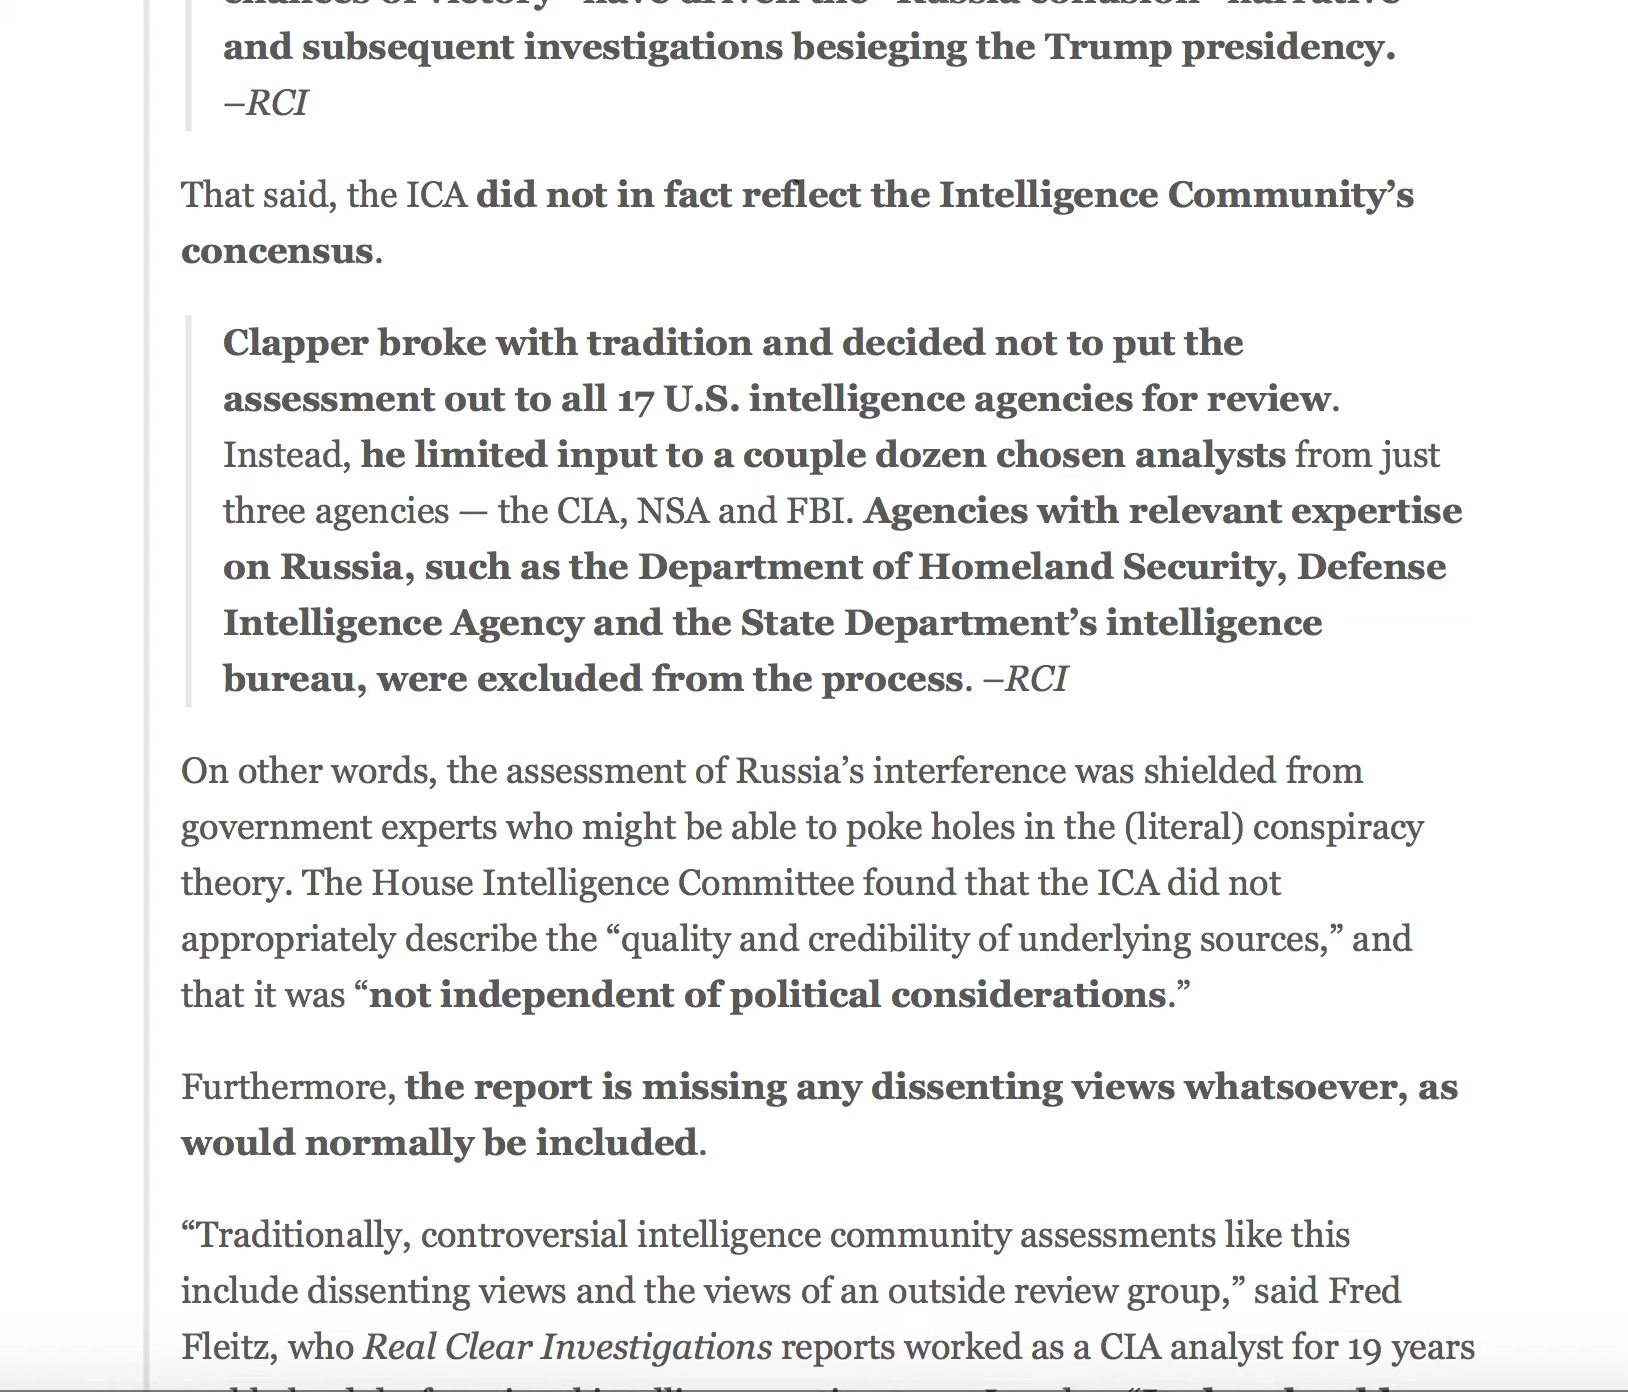 chances of victory" have driven the "Russia collusion" narrative
and subsequent investigations besieging the Trump presidency.
–RCI
That said, the ICA did not in fact reflect the Intelligence Community’s
concensus.
Clapper broke with tradition and decided not to put the
assessment out to all 17 U.S. intelligence agencies for review.
Instead, he limited input to a couple dozen chosen analysts from just
three agencies — the CIA, NSA and FBI. Agencies with relevant expertise
on Russia, such as the Department of Homeland Security, Defense
Intelligence Agency and the State Department’s intelligence
bureau, were excluded from the process. –RCI
On other words, the assessment of Russia’s interference was shielded from
government experts who might be able to poke holes in the (literal) conspiracy
theory. The House Intelligence Committee found that the ICA did not
appropriately describe the “quality and credibility of underlying sources,” and
that it was “not independent of political considerations.”
Furthermore, the report is missing any dissenting views whatsoever, as
would normally be included.
“Traditionally, controversial intelligence community assessments like this
include dissenting views and the views of an outside review group,” said Fred
Fleitz, who Real Clear Investigations reports worked as a CIA analyst for 19 years